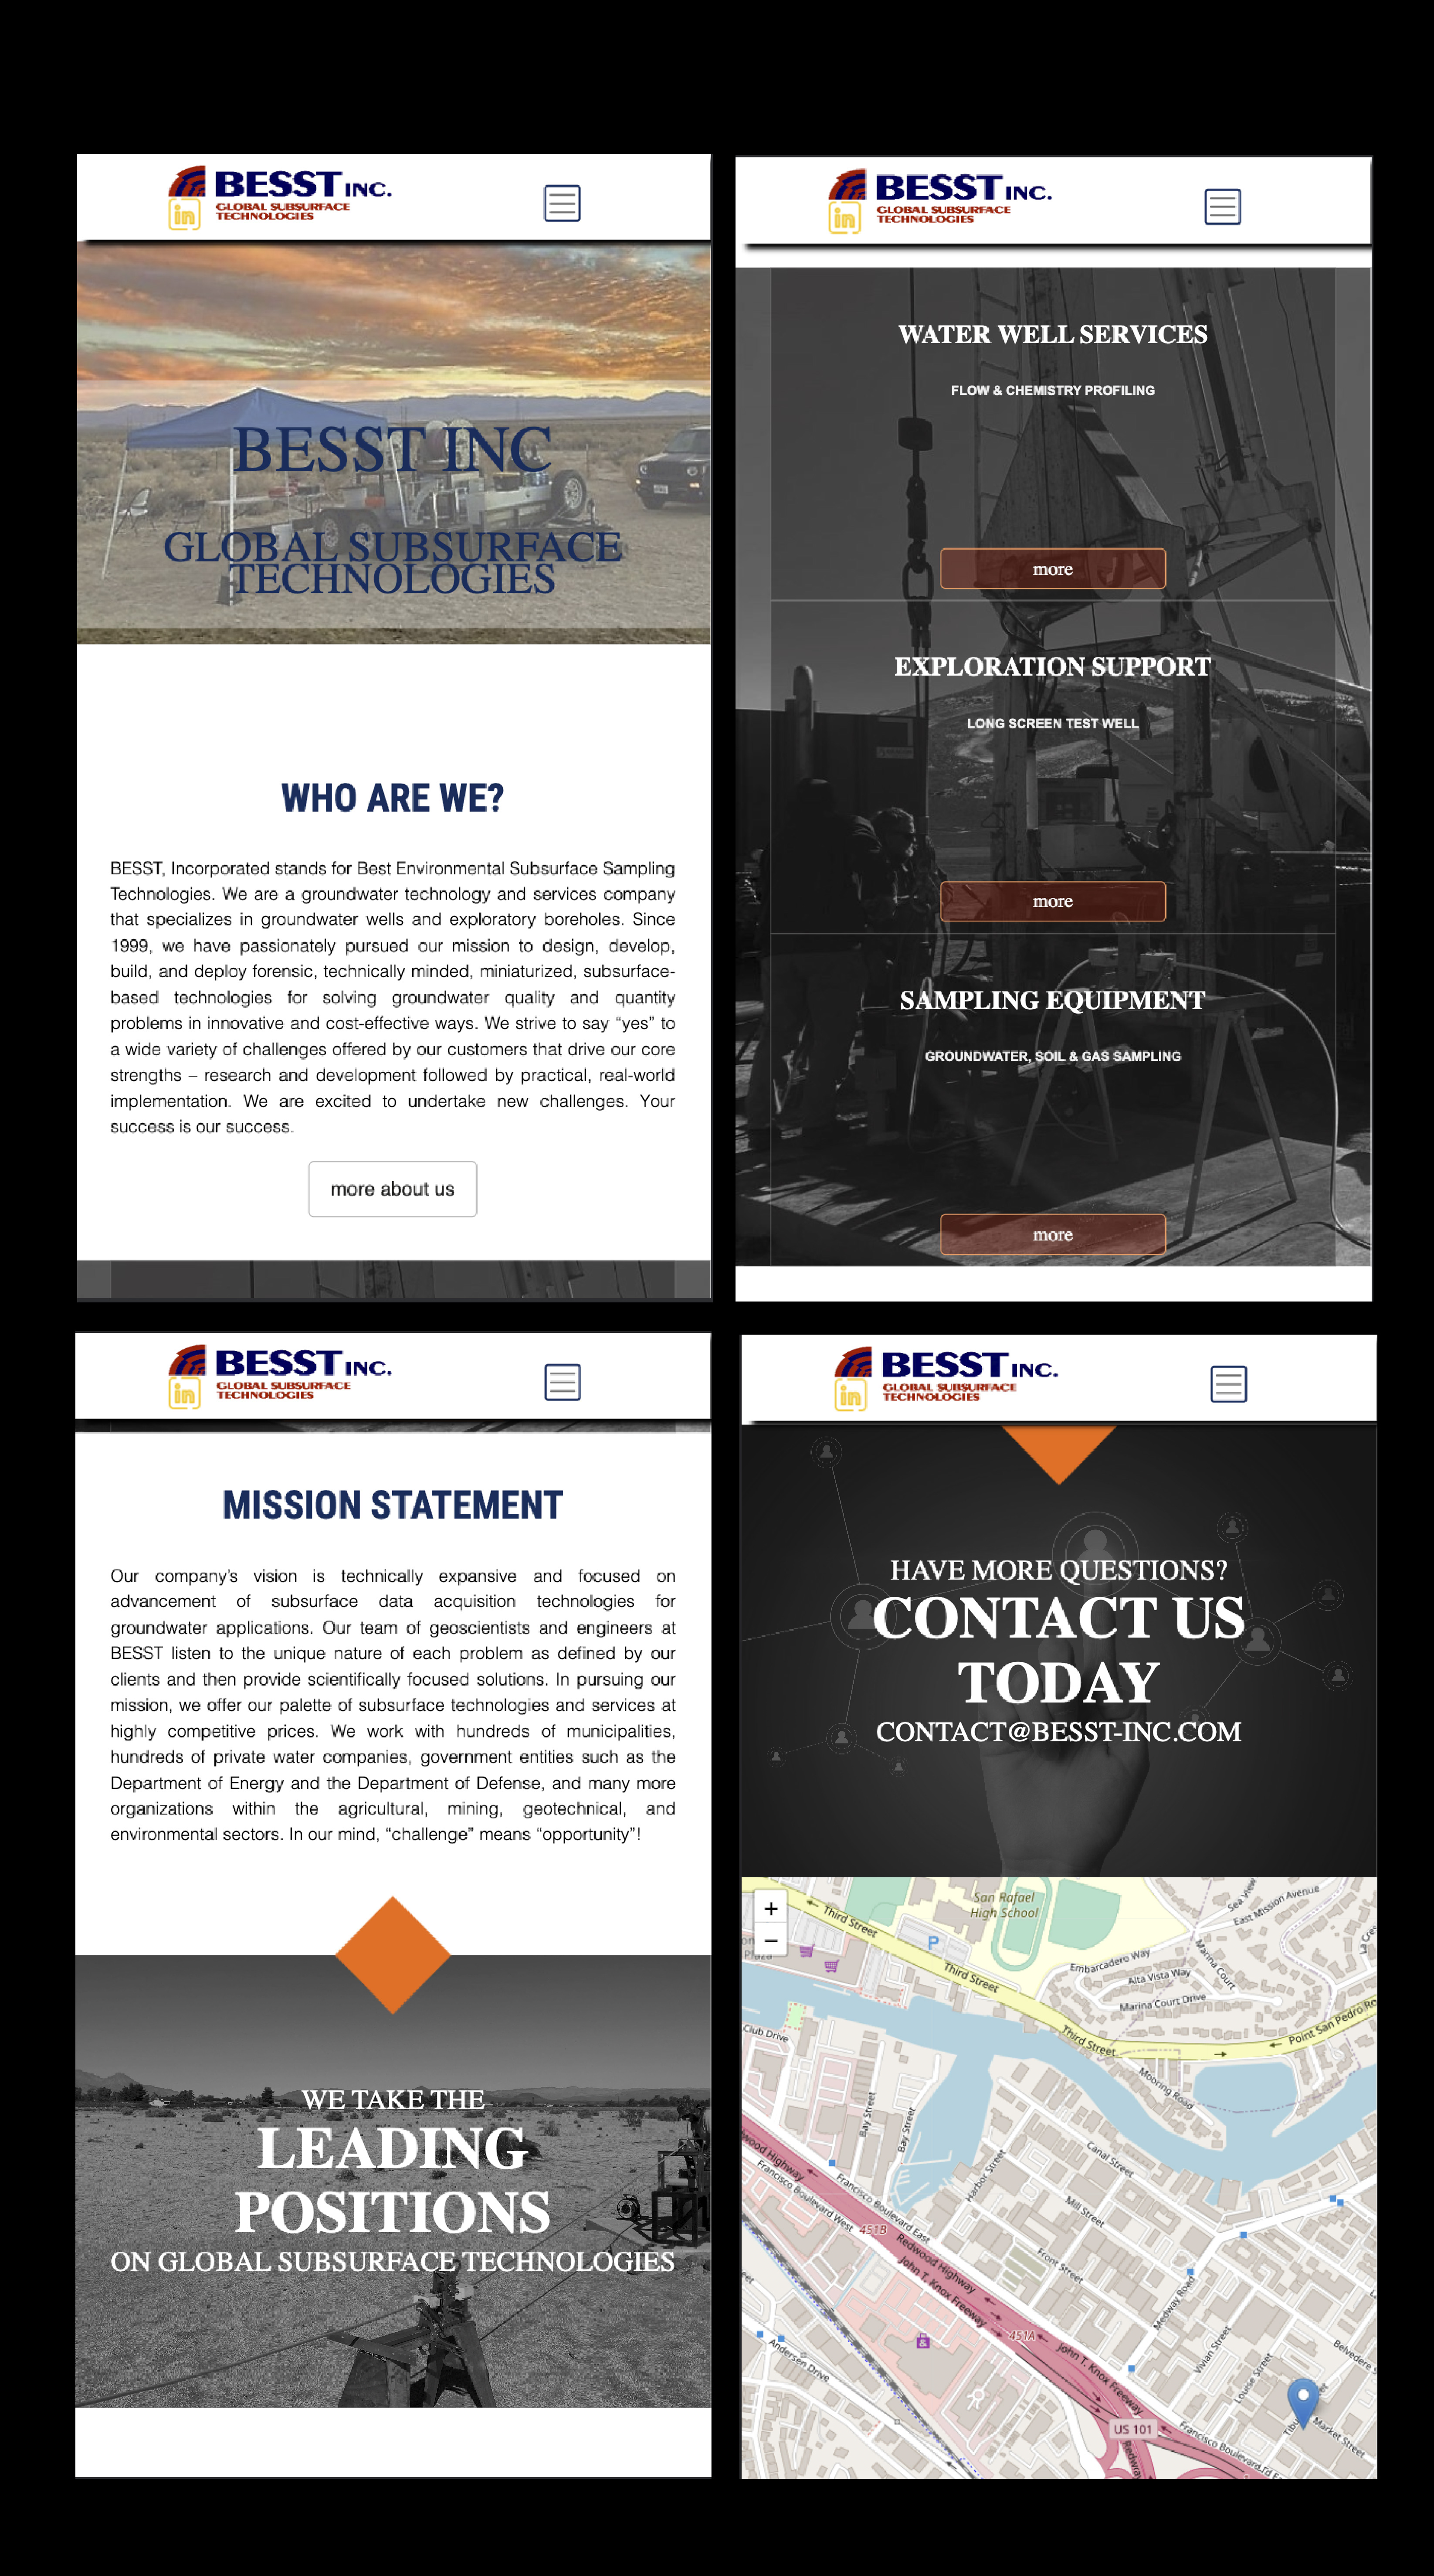 BESST INC.
GLOBAL SUBSURFACE
TECHNOLOGIES
in
BESST INC
GLOBAL SUBSURFACE
TECHNOLOGIES
WHO ARE WE?
BESST, Incorporated stands for Best Environmental Subsurface Sampling
Technologies. We are a groundwater technology and services company
that specializes in groundwater wells and exploratory boreholes. Since
1999, we have passionately pursued our mission to design, develop,
build, and deploy forensic, technically minded, miniaturized, subsurface-
based technologies for solving groundwater quality and quantity
problems in innovative and cost-effective ways. We strive to say “yes” to
a wide variety of challenges offered by our customers that drive our core
strengths – research and development followed by practical, real-world
implementation. We are excited to undertake new challenges. Your
success is our success.
more about us
BESST INC.
GLOBAL SUBSURFACE
TECHNOLOGIES
in
WATER WELL SERVICES
FLOW & CHEMISTRY PROFILING
more
EXPLORATION SUPPORT
LONG SCREEN TEST WELL
more
SAMPLING EQUIPMENT
GROUNDWATER, SOIL & GAS SAMPLING
more
BESST INC.
GLOBAL SUBSURFACE
TECHNOLOGIES
in
MISSION STATEMENT
Our company’s vision is technically expansive and focused on
advancement of subsurface data acquisition technologies for
groundwater applications. Our team of geoscientists and engineers at
BESST listen to the unique nature of each problem as defined by our
clients and then provide scientifically focused solutions. In pursuing our
mission, we offer our palette of subsurface technologies and services at
highly competitive prices. We work with hundreds of municipalities,
hundreds of private water companies, government entities such as the
Department of Energy and the Department of Defense, and many more
organizations within the agricultural, mining, geotechnical, and
environmental sectors. In our mind, “challenge” means “opportunity”!
WE TAKE THE
LEADING
POSITIONS
ON GLOBAL SUBSURFACE TECHNOLOGIES
BESST INC.
GLOBAL SUBSURFACE
TECHNOLOGIES
in
HAVE MORE QUESTIONS?
CONTACT US
TODAY
CONTACT@BESST-INC.COM
+
−
San Rafael
High School
P
Third Street
Third Street
Third Street
Sea View
East Mission Avenue
Embarcadero Way
Alta Vista Way
Marina Court
Marina Court Drive
Point San Pedro Ro
Club Drive
Mooring Road
Bay Street
Bay Street
Harbor Street
Canal Street
Mill Street
Front Street
Medway Road
Vivian Street
Louise Street
Belvedere
Market Street
wood Highway
Francisco Boulevard West
Francisco Boulevard East
451B
Redwood Highway
John T. Knox Freeway
451A
John T. Knox Freeway
US 101
Redway
Francisco Boulevard E
Andersen Drive